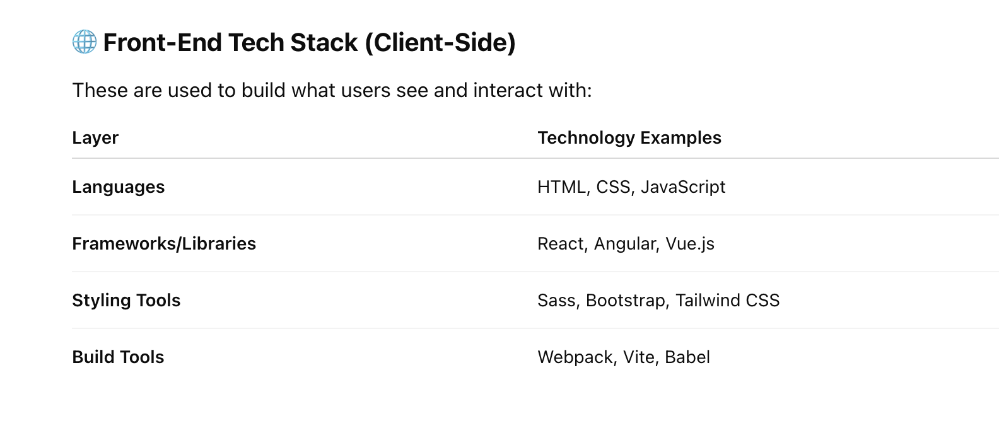 🌐 Front-End Tech Stack (Client-Side)
These are used to build what users see and interact with:
Layer Technology Examples
Languages HTML, CSS, JavaScript
Frameworks/Libraries React, Angular, Vue.js
Styling Tools Sass, Bootstrap, Tailwind CSS
Build Tools Webpack, Vite, Babel